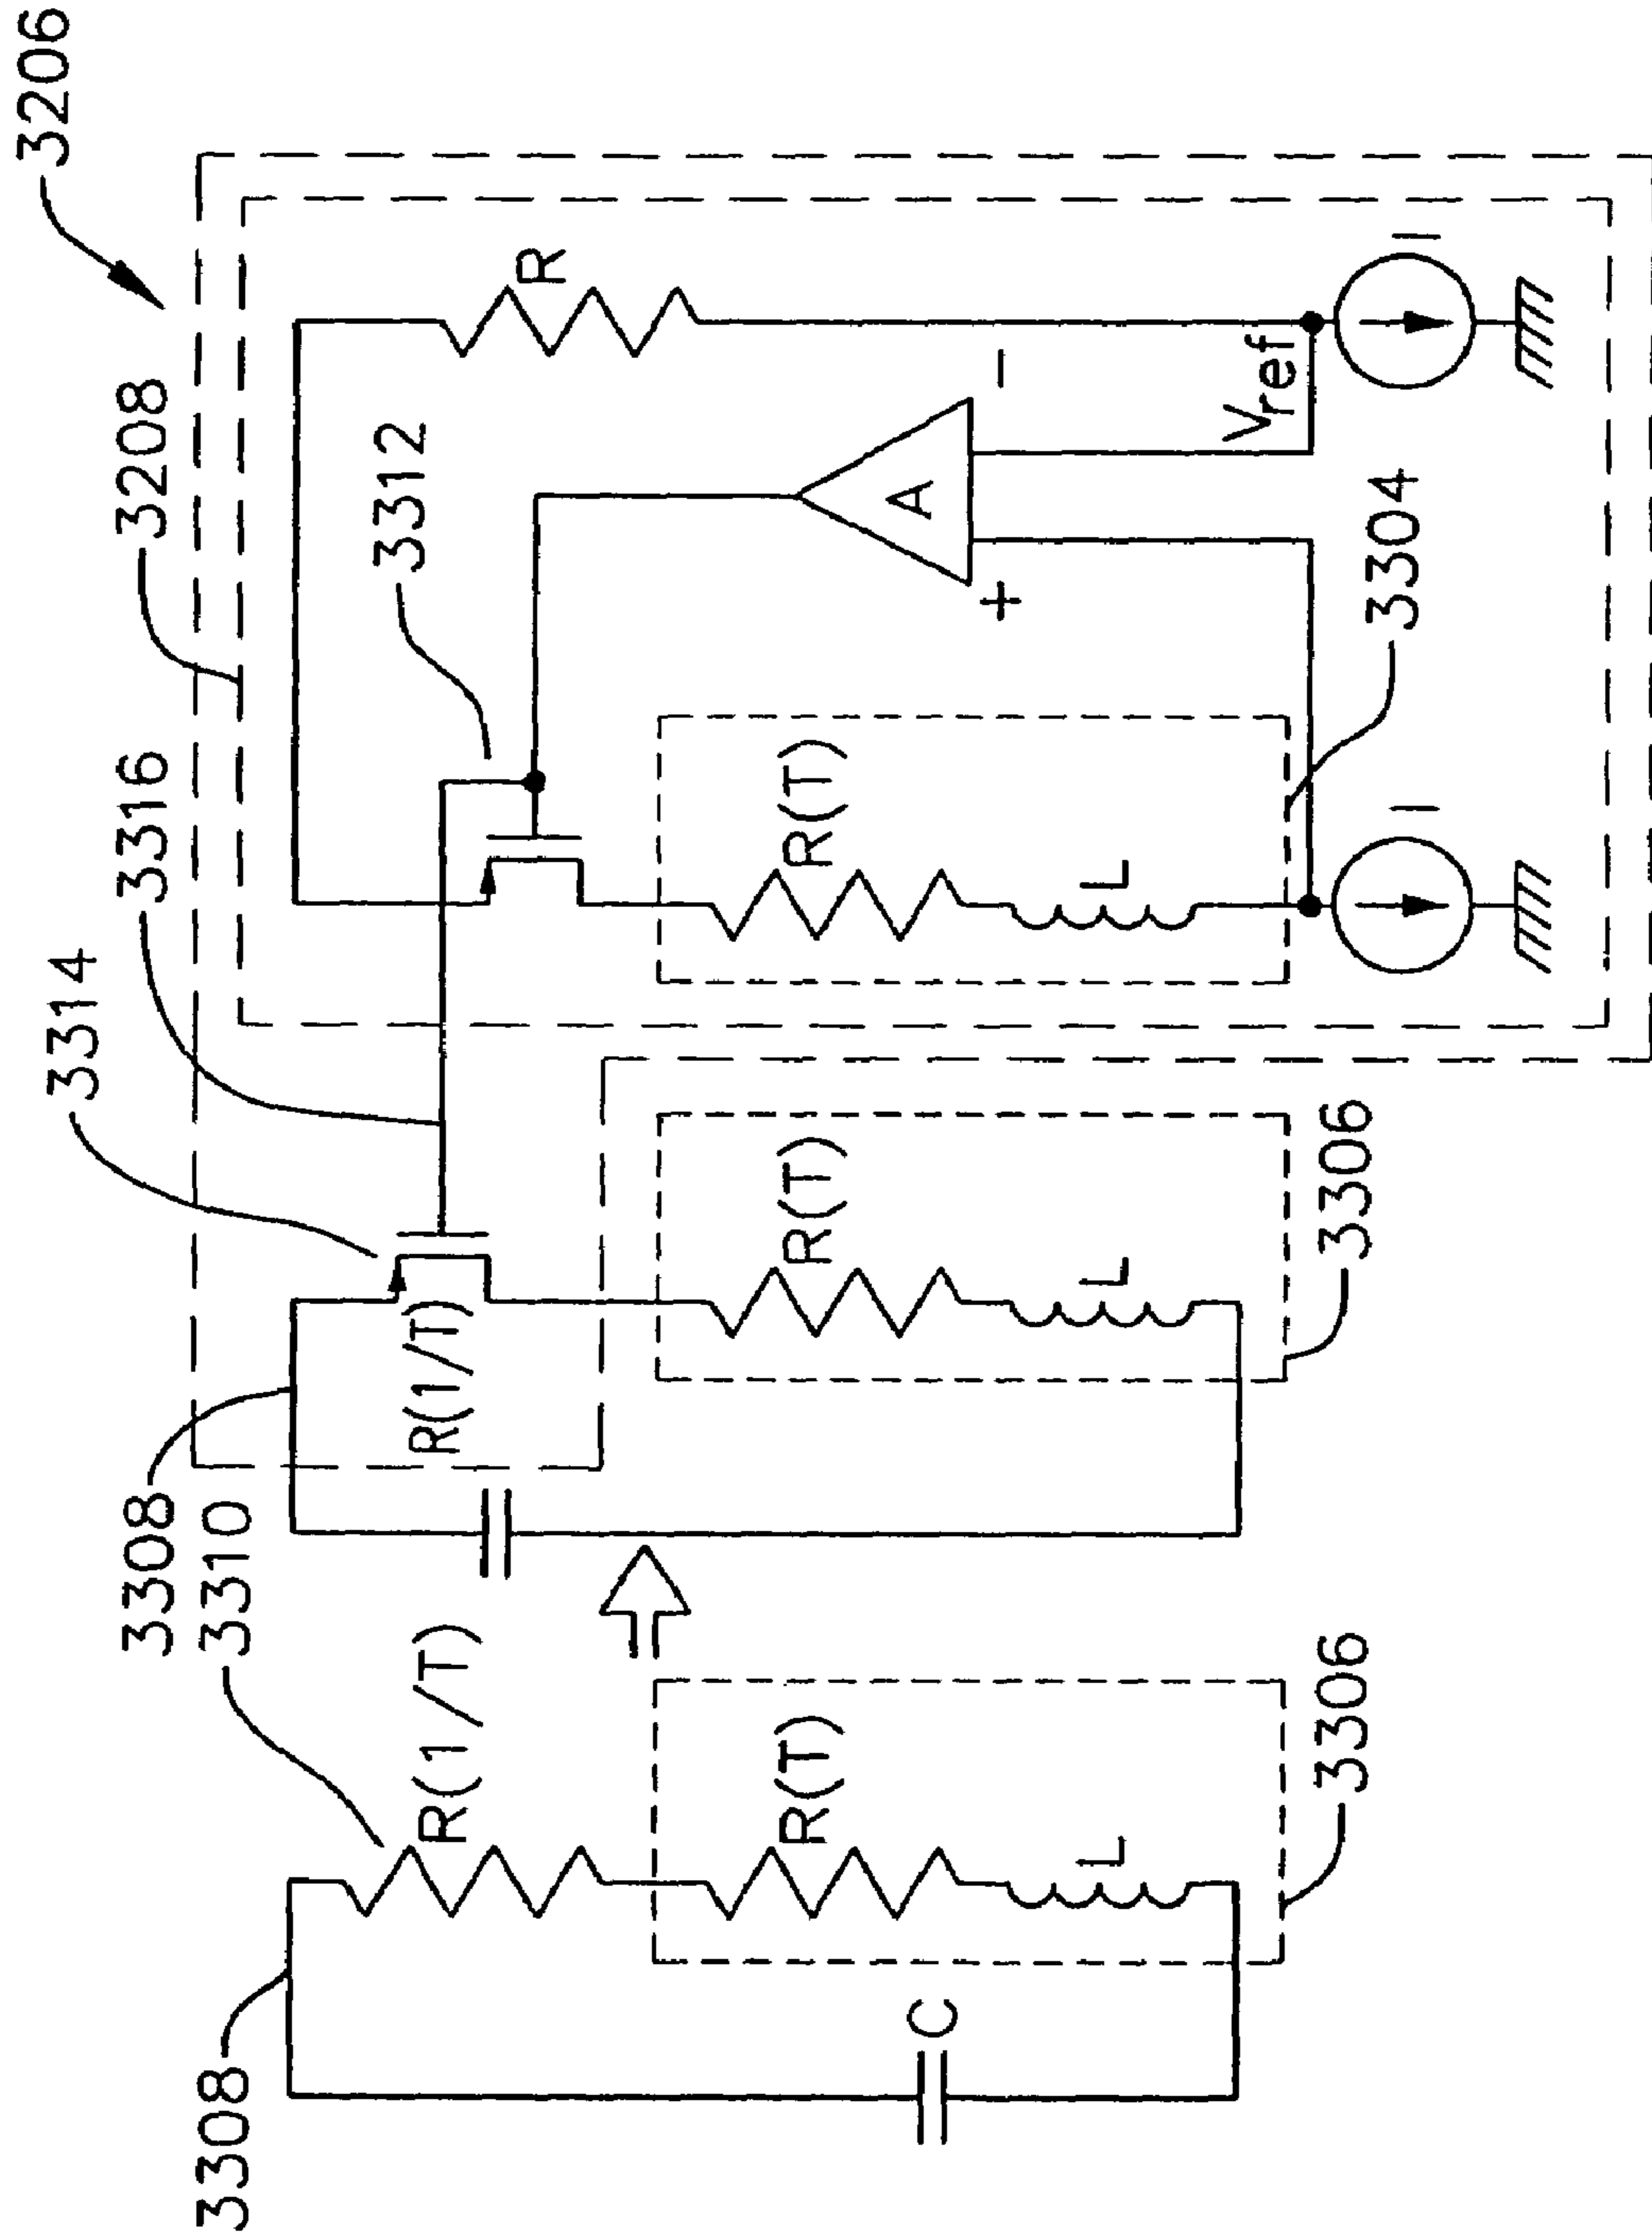 3206
3314
3308
3316
3208
3308
3310
3312
R(1/T)
R(1/T)
R
R(T)
R(T)
R(T)
C
A
+
−
L
L
L
Vref
3306
3306
3304
I
I